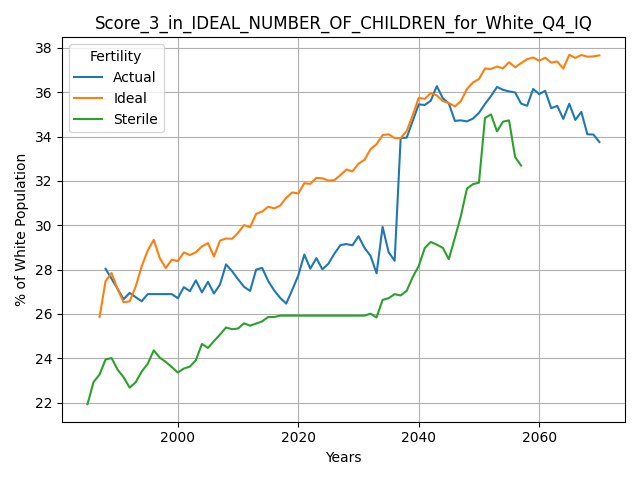 Score_3_in_IDEAL_NUMBER_OF_CHILDREN_for_White_Q4_IQ
Fertility
Actual
Ideal
Sterile
% of White Population
38
36
34
32
30
28
26
24
22
2000
2020
2040
2060
Years